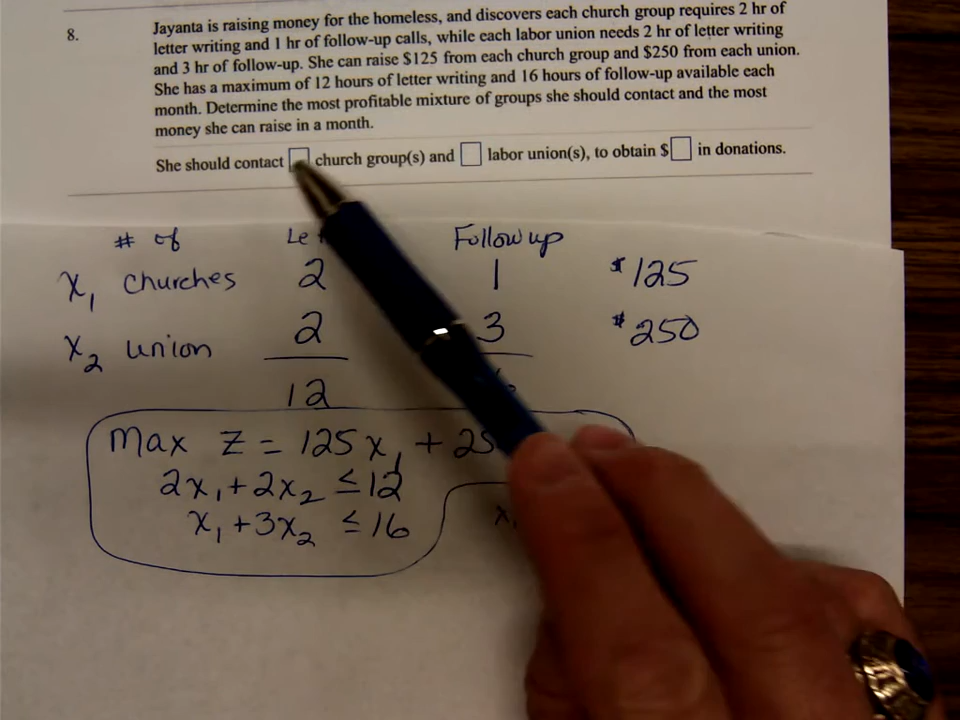 8.
Jayanta is raising money for the homeless, and discovers each church group requires 2 hr of
letter writing and 1 hr of follow-up calls, while each labor union needs 2 hr of letter writing
and 3 hr of follow-up. She can raise $125 from each church group and $250 from each union.
She has a maximum of 12 hours of letter writing and 16 hours of follow-up available each
month. Determine the most profitable mixture of groups she should contact and the most
money she can raise in a month.
She should contact church group(s) and labor union(s), to obtain $ in donations.
# of Follow up
x₁ churches 2 1 $125
x₂ union 2 3 $250
12
Max Z = 125x₁ +
2x₁+2x₂ ≤12
x₁+3x₂ ≤16